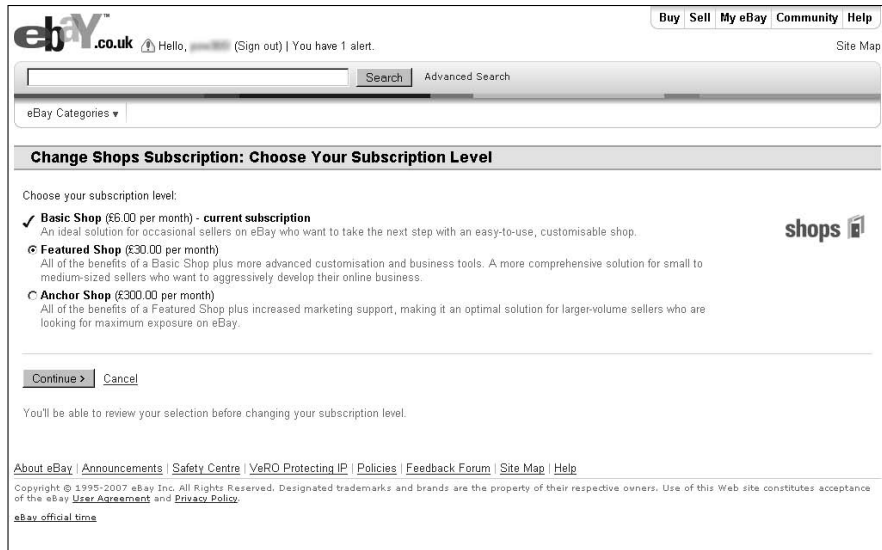 Buy Sell My eBay Community Help
ebaY™.co.uk Hello, (Sign out) | You have 1 alert.
Site Map
Search Advanced Search
eBay Categories
Change Shops Subscription: Choose Your Subscription Level
Choose your subscription level:
Basic Shop (£6.00 per month) - current subscription
An ideal solution for occasional sellers on eBay who want to take the next step with an easy-to-use, customisable shop.
shops
Featured Shop (£30.00 per month)
All of the benefits of a Basic Shop plus more advanced customisation and business tools. A more comprehensive solution for small to
medium-sized sellers who want to aggressively develop their online business.
Anchor Shop (£300.00 per month)
All of the benefits of a Featured Shop plus increased marketing support, making it an optimal solution for larger-volume sellers who are
looking for maximum exposure on eBay.
Continue > Cancel
You'll be able to review your selection before changing your subscription level.
About eBay | Announcements | Safety Centre | VeRO Protecting IP | Policies | Feedback Forum | Site Map | Help
Copyright © 1995-2007 eBay Inc. All Rights Reserved. Designated trademarks and brands are the property of their respective owners. Use of this Web site constitutes acceptance
of the eBay User Agreement and Privacy Policy.
eBay official time